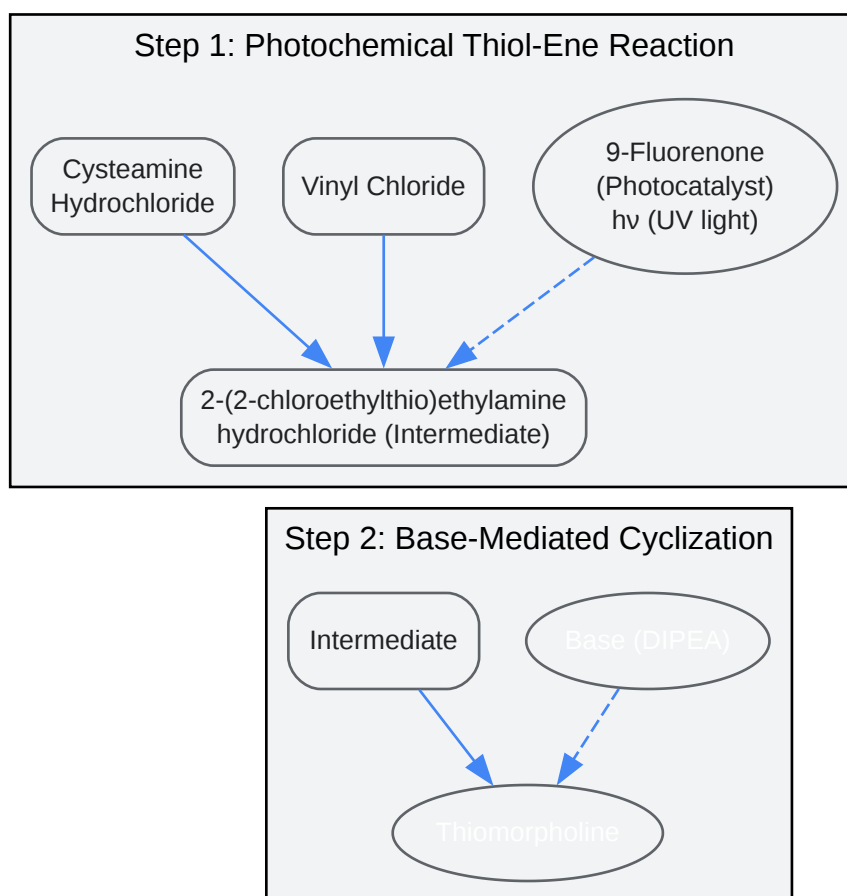 Step 1: Photochemical Thiol-Ene Reaction
Cysteamine
Hydrochloride
Vinyl Chloride
9-Fluorenone
(Photocatalyst)
hν (UV light)
2-(2-chloroethylthio)ethylamine
hydrochloride (Intermediate)
Step 2: Base-Mediated Cyclization
Intermediate
Base (DIPEA)
Thiomorpholine